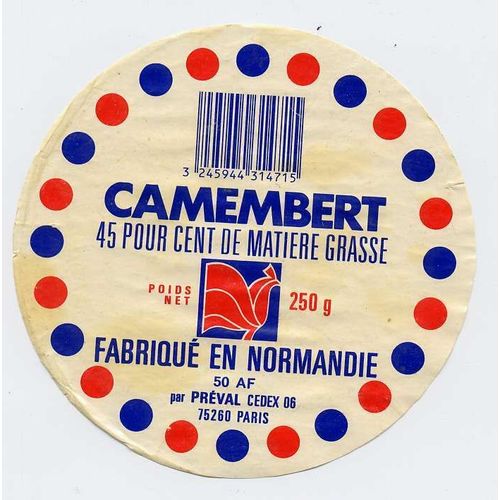 3 245944 314715
CAMEMBERT
45 POUR CENT DE MATIERE GRASSE
POIDS NET 250 g
FABRIQUÉ EN NORMANDIE
50 AF
par PRÉVAL CEDEX 06
75260 PARIS